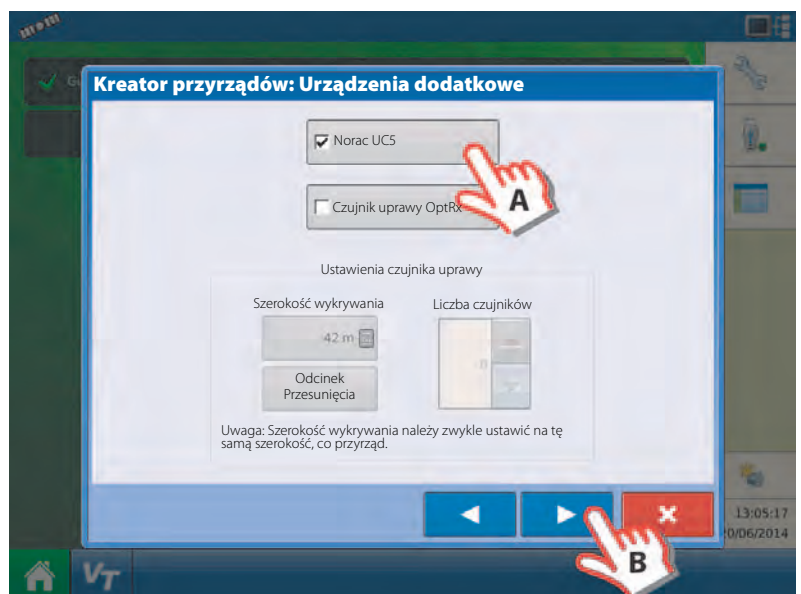 Kreator przyrządów: Urządzenia dodatkowe
Norac UC5
A
Czujnik uprawy OptRx
Ustawienia czujnika uprawy
Szerokość wykrywania
Liczba czujników
42 m
0
Odcinek
Przesunięcia
Uwaga: Szerokość wykrywania należy zwykle ustawić na tę
samą szerokość, co przyrząd.
13:05:17
20/06/2014
B
VT